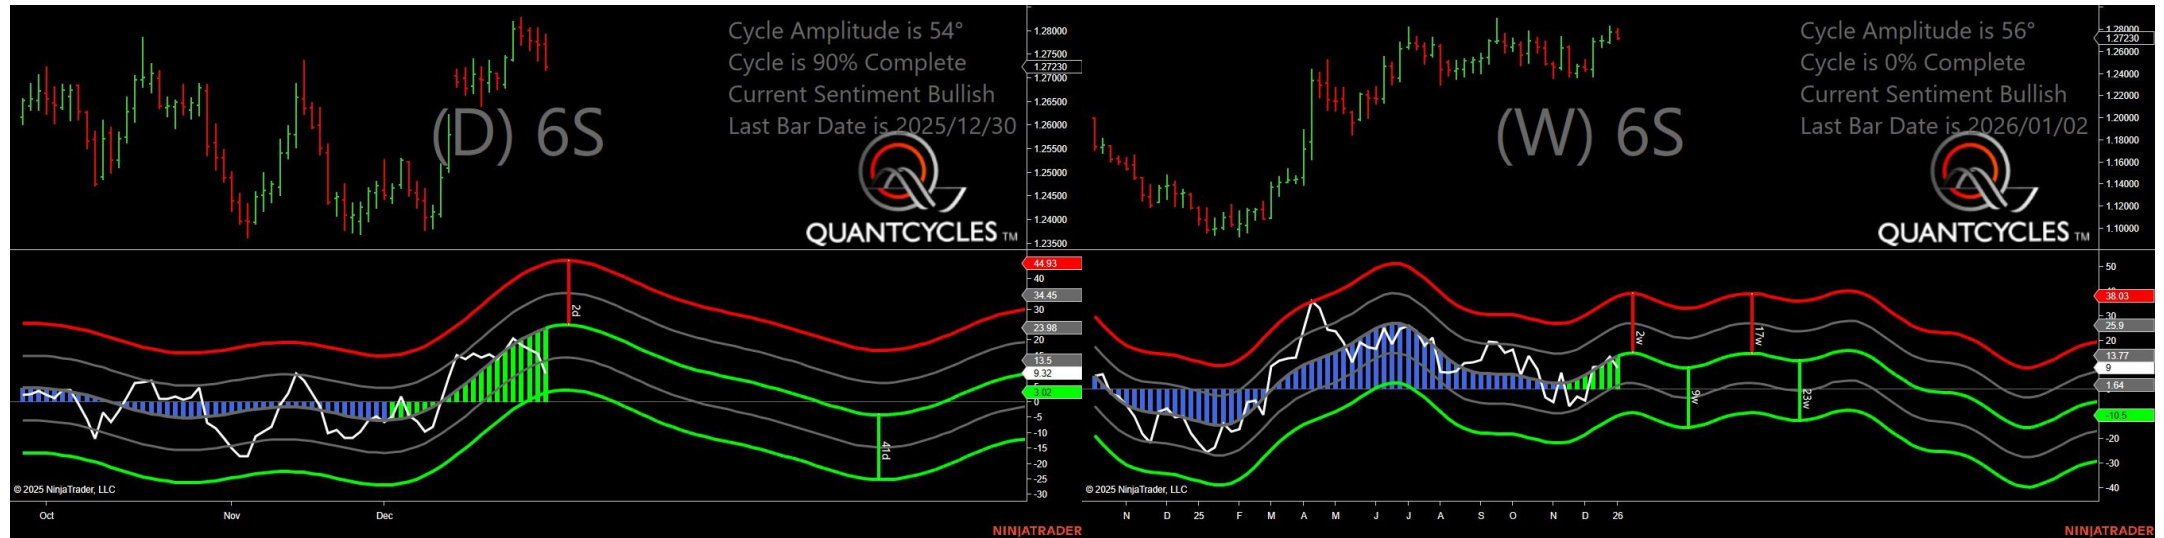 Cycle Amplitude is 54°
Cycle is 90% Complete
Current Sentiment Bullish
Last Bar Date is 2025/12/30
(D) 6S
QUANTCYCLES TM
1.28000
1.27500
1.27230
1.27000
1.26500
1.26000
1.25500
1.25000
1.24500
1.24000
1.23500
44.93
40
34.45
30
23.98
20
13.5
9.32
5
3.02
0
-5
-10
-15
-20
-25
-30
2d
41d
© 2025 NinjaTrader, LLC
Oct
Nov
Dec
NINJATRADER
Cycle Amplitude is 56°
Cycle is 0% Complete
Current Sentiment Bullish
Last Bar Date is 2026/01/02
(W) 6S
QUANTCYCLES TM
1.28000
1.27230
1.26000
1.24000
1.22000
1.20000
1.18000
1.16000
1.14000
1.12000
1.10000
50
38.03
30
25.9
20
13.77
9
1.64
-10.5
-20
-30
-40
2w
9w
17w
23w
© 2025 NinjaTrader, LLC
N
D
25
F
M
A
M
J
J
A
S
O
N
D
26
NINJATRADER